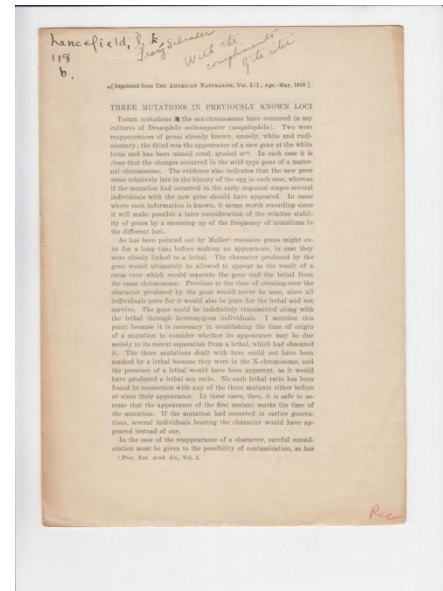 Lancefield, D. E.
118
b.
Franz Schrader
With the
compliments
of the writer
[Reprinted from THE AMERICAN NATURALIST, Vol. LII, Apr.-May, 1918.]
THREE MUTATIONS IN PREVIOUSLY KNOWN LOCI
THREE mutations in the sex-chromosome have occurred in my
cultures of Drosophila melanogaster (ampelophila). Two were
reappearances of genes already known, namely, white and rudi-
mentary; the third was the appearance of a new gene at the white
locus and has been named coral, symbol
In each case it is
clear that the changes occurred in the wild type gene of a mater-
nal chromosome. The evidence also indicates that the new gene
arose relatively late in the history of the egg in each case, whereas
if the mutation had occurred in the early oogonial stages several
individuals with the new gene should have appeared. In cases
where such information is known, it seems worth recording since
it will make possible a later consideration of the relative stabil-
ity of genes by a summing up of the frequency of mutations in
the different loci.
As has been pointed out by Muller¹ recessive genes might ex-
ist for a long time before making an appearance, in case they
were closely linked to a lethal. The character produced by the
gene would ultimately be allowed to appear as the result of a
cross over which would separate the gene and the lethal from
the same chromosome. Previous to the time of crossing-over the
character produced by the gene would never be seen, since all
individuals pure for it would also be pure for the lethal and not
survive. The gene could be indefinitely transmitted along with
the lethal through heterozygous individuals. I mention this
point because it is necessary in establishing the time of origin
of a mutation to consider whether its appearance may be due
merely to its recent separation from a lethal, which had obscured
it. The three mutations dealt with here could not have been
masked by a lethal because they were in the X-chromosome, and
the presence of a lethal would have been apparent, as it would
have produced a lethal sex ratio. No such lethal ratio has been
found in connection with any of the three mutants either before
or since their appearance. In these cases, then, it is safe to as-
sume that the appearance of the first mutant marks the time of
the mutation. If the mutation had occurred in earlier genera-
tions, several individuals bearing the character would have ap-
peared instead of one.
In the case of the reappearance of a character, careful consid-
eration must be given to the possibility of contamination, as has
¹ Proc. Nat. Acad. Sci., Vol. 3.
Rec